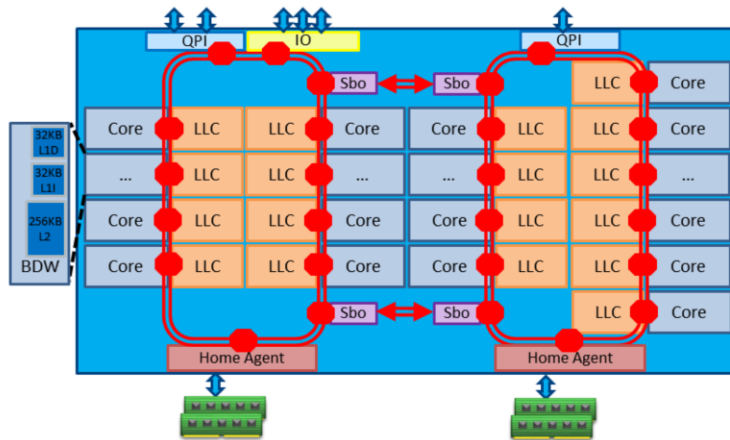 QPI IO QPI
Sbo Sbo LLC Core
Core LLC LLC Core Core LLC LLC Core
... LLC LLC ... ... LLC LLC ...
Core LLC LLC Core Core LLC LLC Core
Core LLC LLC Core Core LLC LLC Core
Sbo Sbo LLC Core
Home Agent Home Agent
32KB
L1D
32KB
L1I
256KB
L2
BDW